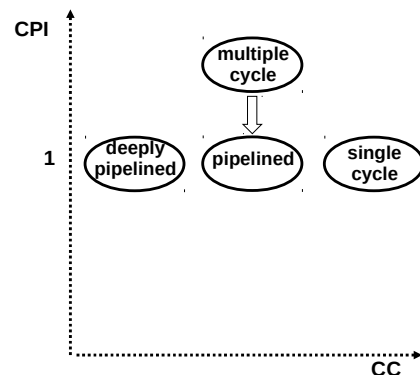 CPI
multiple
cycle
1
deeply
pipelined
pipelined
single
cycle
CC